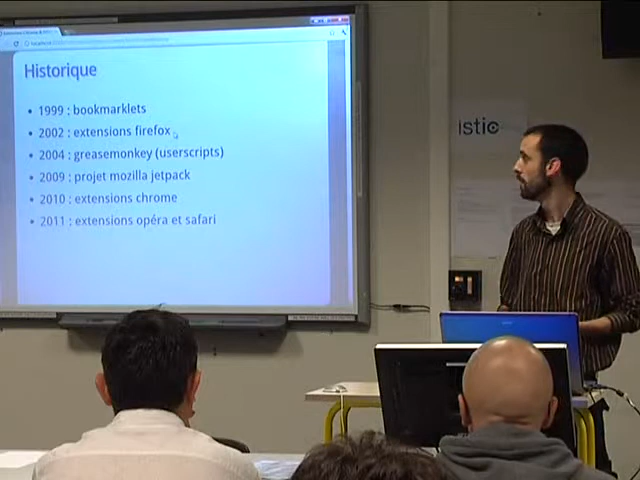 Historique
• 1999 : bookmarklets
• 2002 : extensions firefox
• 2004 : greasemonkey (userscripts)
• 2009 : projet mozilla jetpack
• 2010 : extensions chrome
• 2011 : extensions opéra et safari
istic